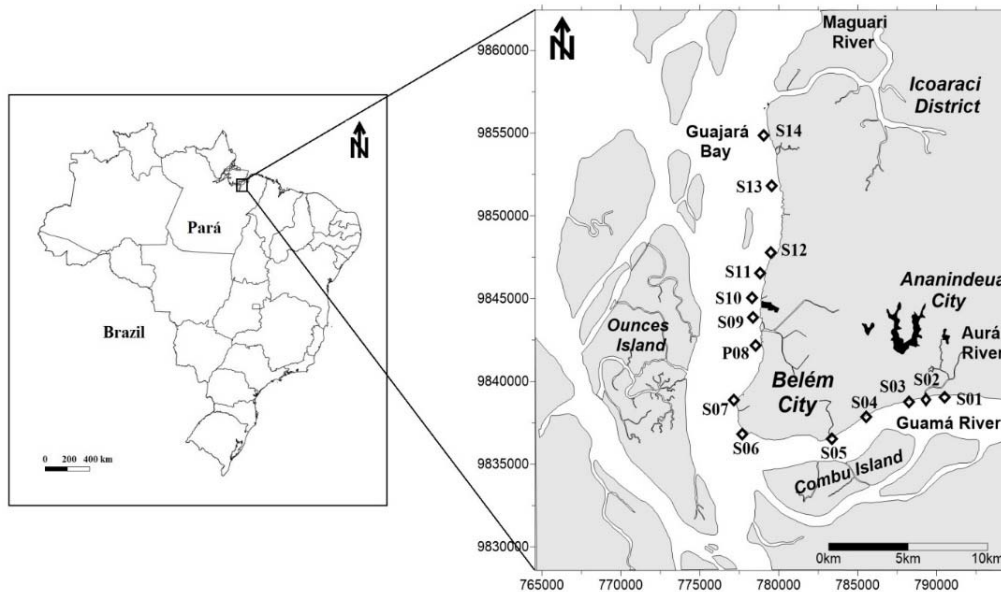 N
Pará
Brazil
0 200 400 km
N
9860000
9855000
9850000
9845000
9840000
9835000
9830000
765000 770000 775000 780000 785000 790000
Maguari
River
Icoaraci
District
Guajará
Bay
S14
S13
S12
S11
S10
S09
P08
Ounces
Island
Ananindeua
City
Aurá
River
Belém
City
S07
S06
S05
S04
S03
S02
S01
Guamá River
Combu Island
0km 5km 10km